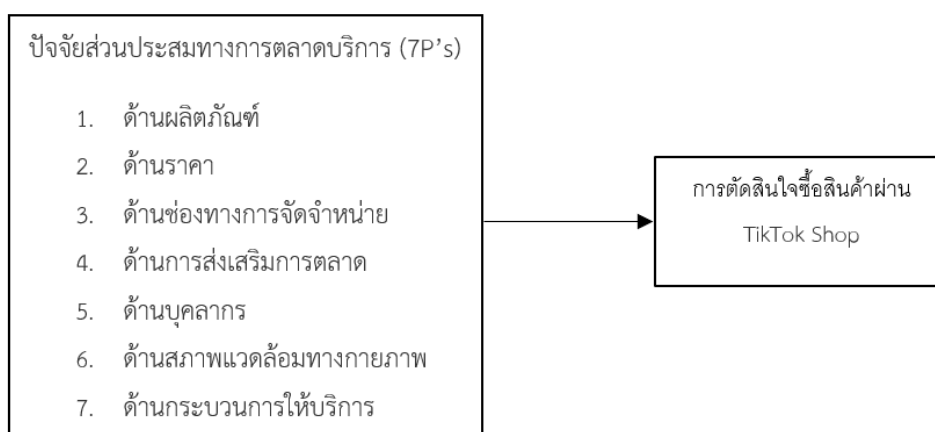 ปัจจัยส่วนประสมทางการตลาดบริการ (7P’s)
1. ด้านผลิตภัณฑ์
2. ด้านราคา
3. ด้านช่องทางการจัดจำหน่าย
4. ด้านการส่งเสริมการตลาด
5. ด้านบุคลากร
6. ด้านสภาพแวดล้อมทางกายภาพ
7. ด้านกระบวนการให้บริการ
การตัดสินใจซื้อสินค้าผ่าน
TikTok Shop